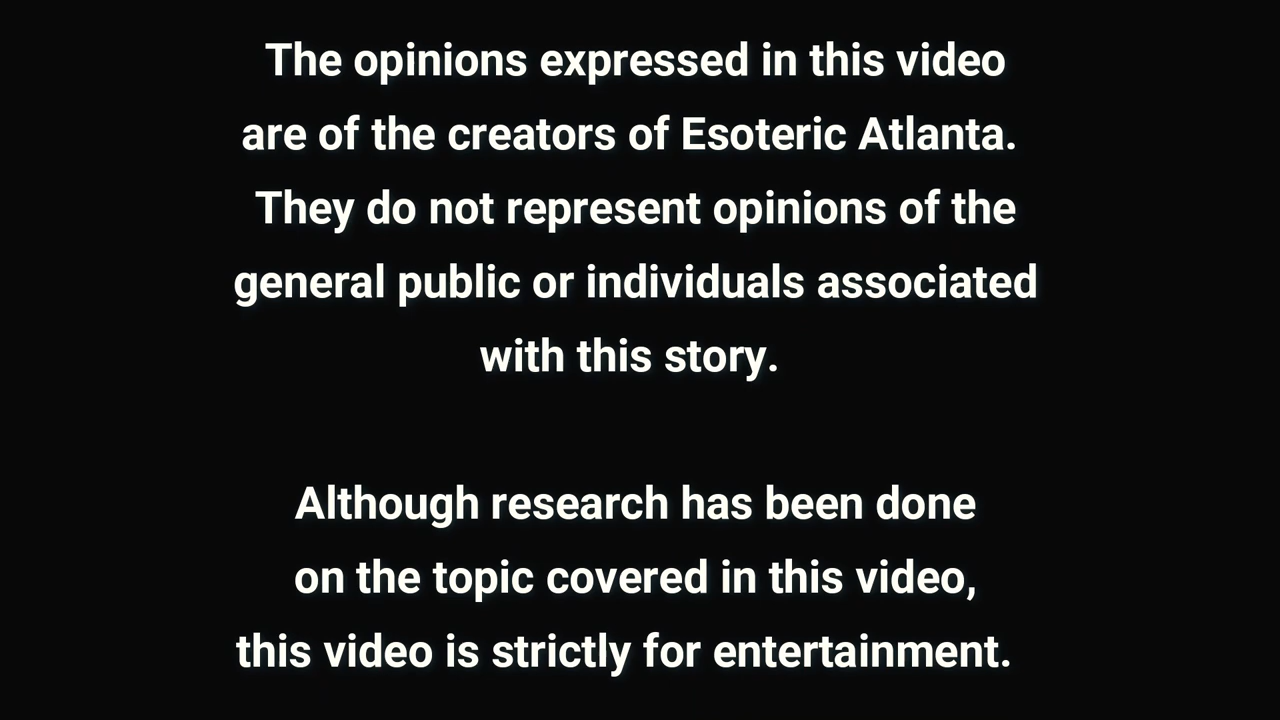 The opinions expressed in this video
are of the creators of Esoteric Atlanta.
They do not represent opinions of the
general public or individuals associated
with this story.
Although research has been done
on the topic covered in this video,
this video is strictly for entertainment.